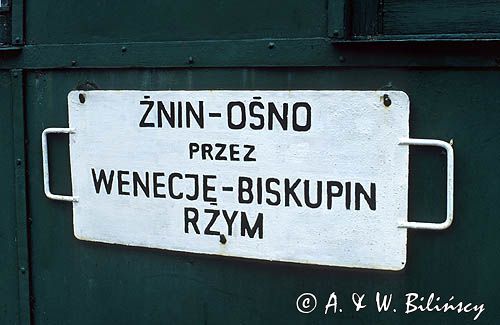 ŻNIN-OŚNO
PRZEZ
WENECJĘ-BISKUPIN
RZYM
© A. & W. Bilińscy